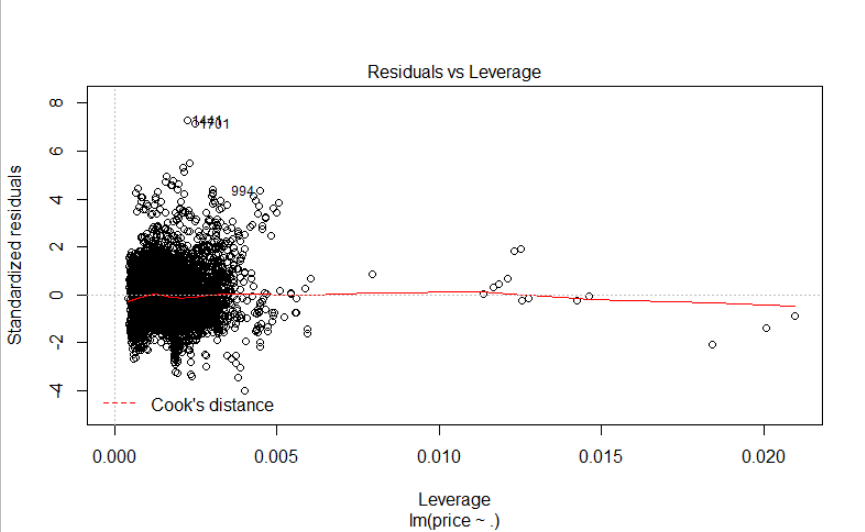 Residuals vs Leverage
Standardized residuals
8
6
4
2
0
-2
-4
1441
1701
994
Cook's distance
0.000 0.005 0.010 0.015 0.020
Leverage
lm(price ~ .)